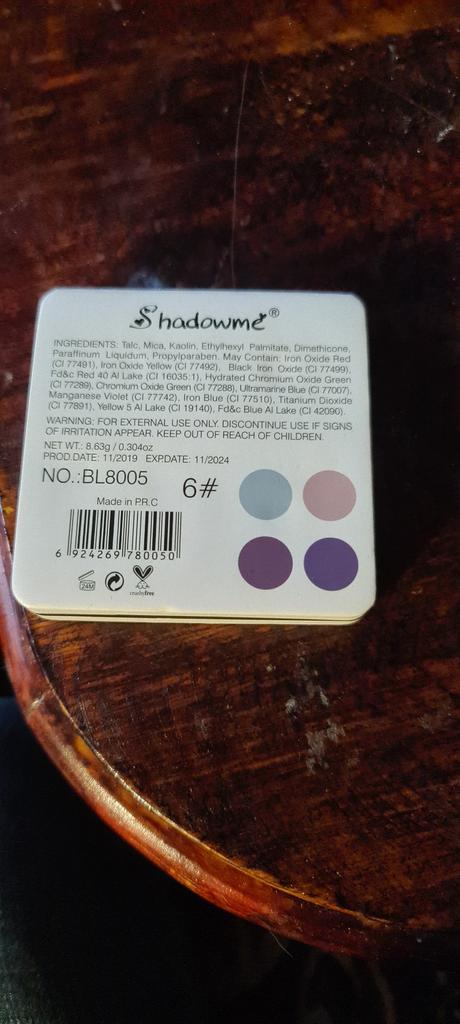 Shadowme®
INGREDIENTS: Talc, Mica, Kaolin, Ethylhexyl Palmitate, Dimethicone,
Paraffinum Liquidum, Propylparaben. May Contain: Iron Oxide Red
(CI 77491), Iron Oxide Yellow (CI 77492), Black Iron Oxide (CI 77499),
Fd&c Red 40 Al Lake (CI 16035:1), Hydrated Chromium Oxide Green
(CI 77289), Chromium Oxide Green (CI 77288), Ultramarine Blue (CI 77007),
Manganese Violet (CI 77742), Iron Blue (CI 77510), Titanium Dioxide
(CI 77891), Yellow 5 Al Lake (CI 19140), Fd&c Blue Al Lake (CI 42090).
WARNING: FOR EXTERNAL USE ONLY. DISCONTINUE USE IF SIGNS
OF IRRITATION APPEAR. KEEP OUT OF REACH OF CHILDREN.
NET WT.: 8.63g / 0.304oz
PROD.DATE: 11/2019 EXP.DATE: 11/2024
NO.:BL8005
6#
Made in P.R.C
6 924269 780050
24M
crueltyfree